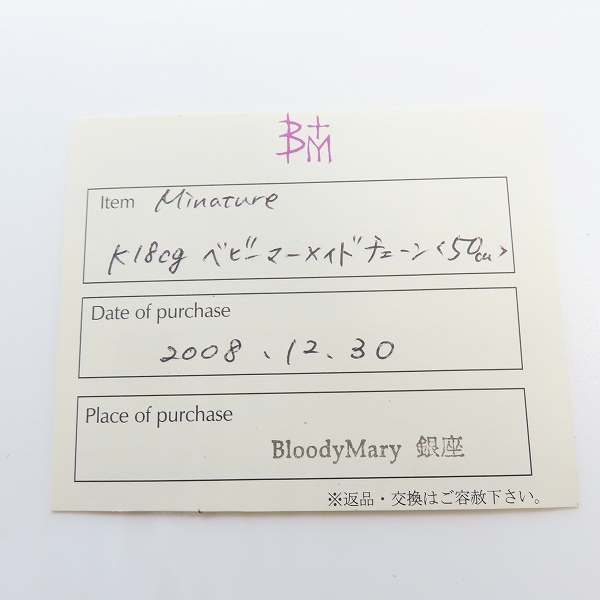 B+M
Item Minature
K18cg ベビーマーメイドチェーン<50cm>
Date of purchase
2008.12.30
Place of purchase
BloodyMary 銀座
※返品・交換はご容赦下さい。